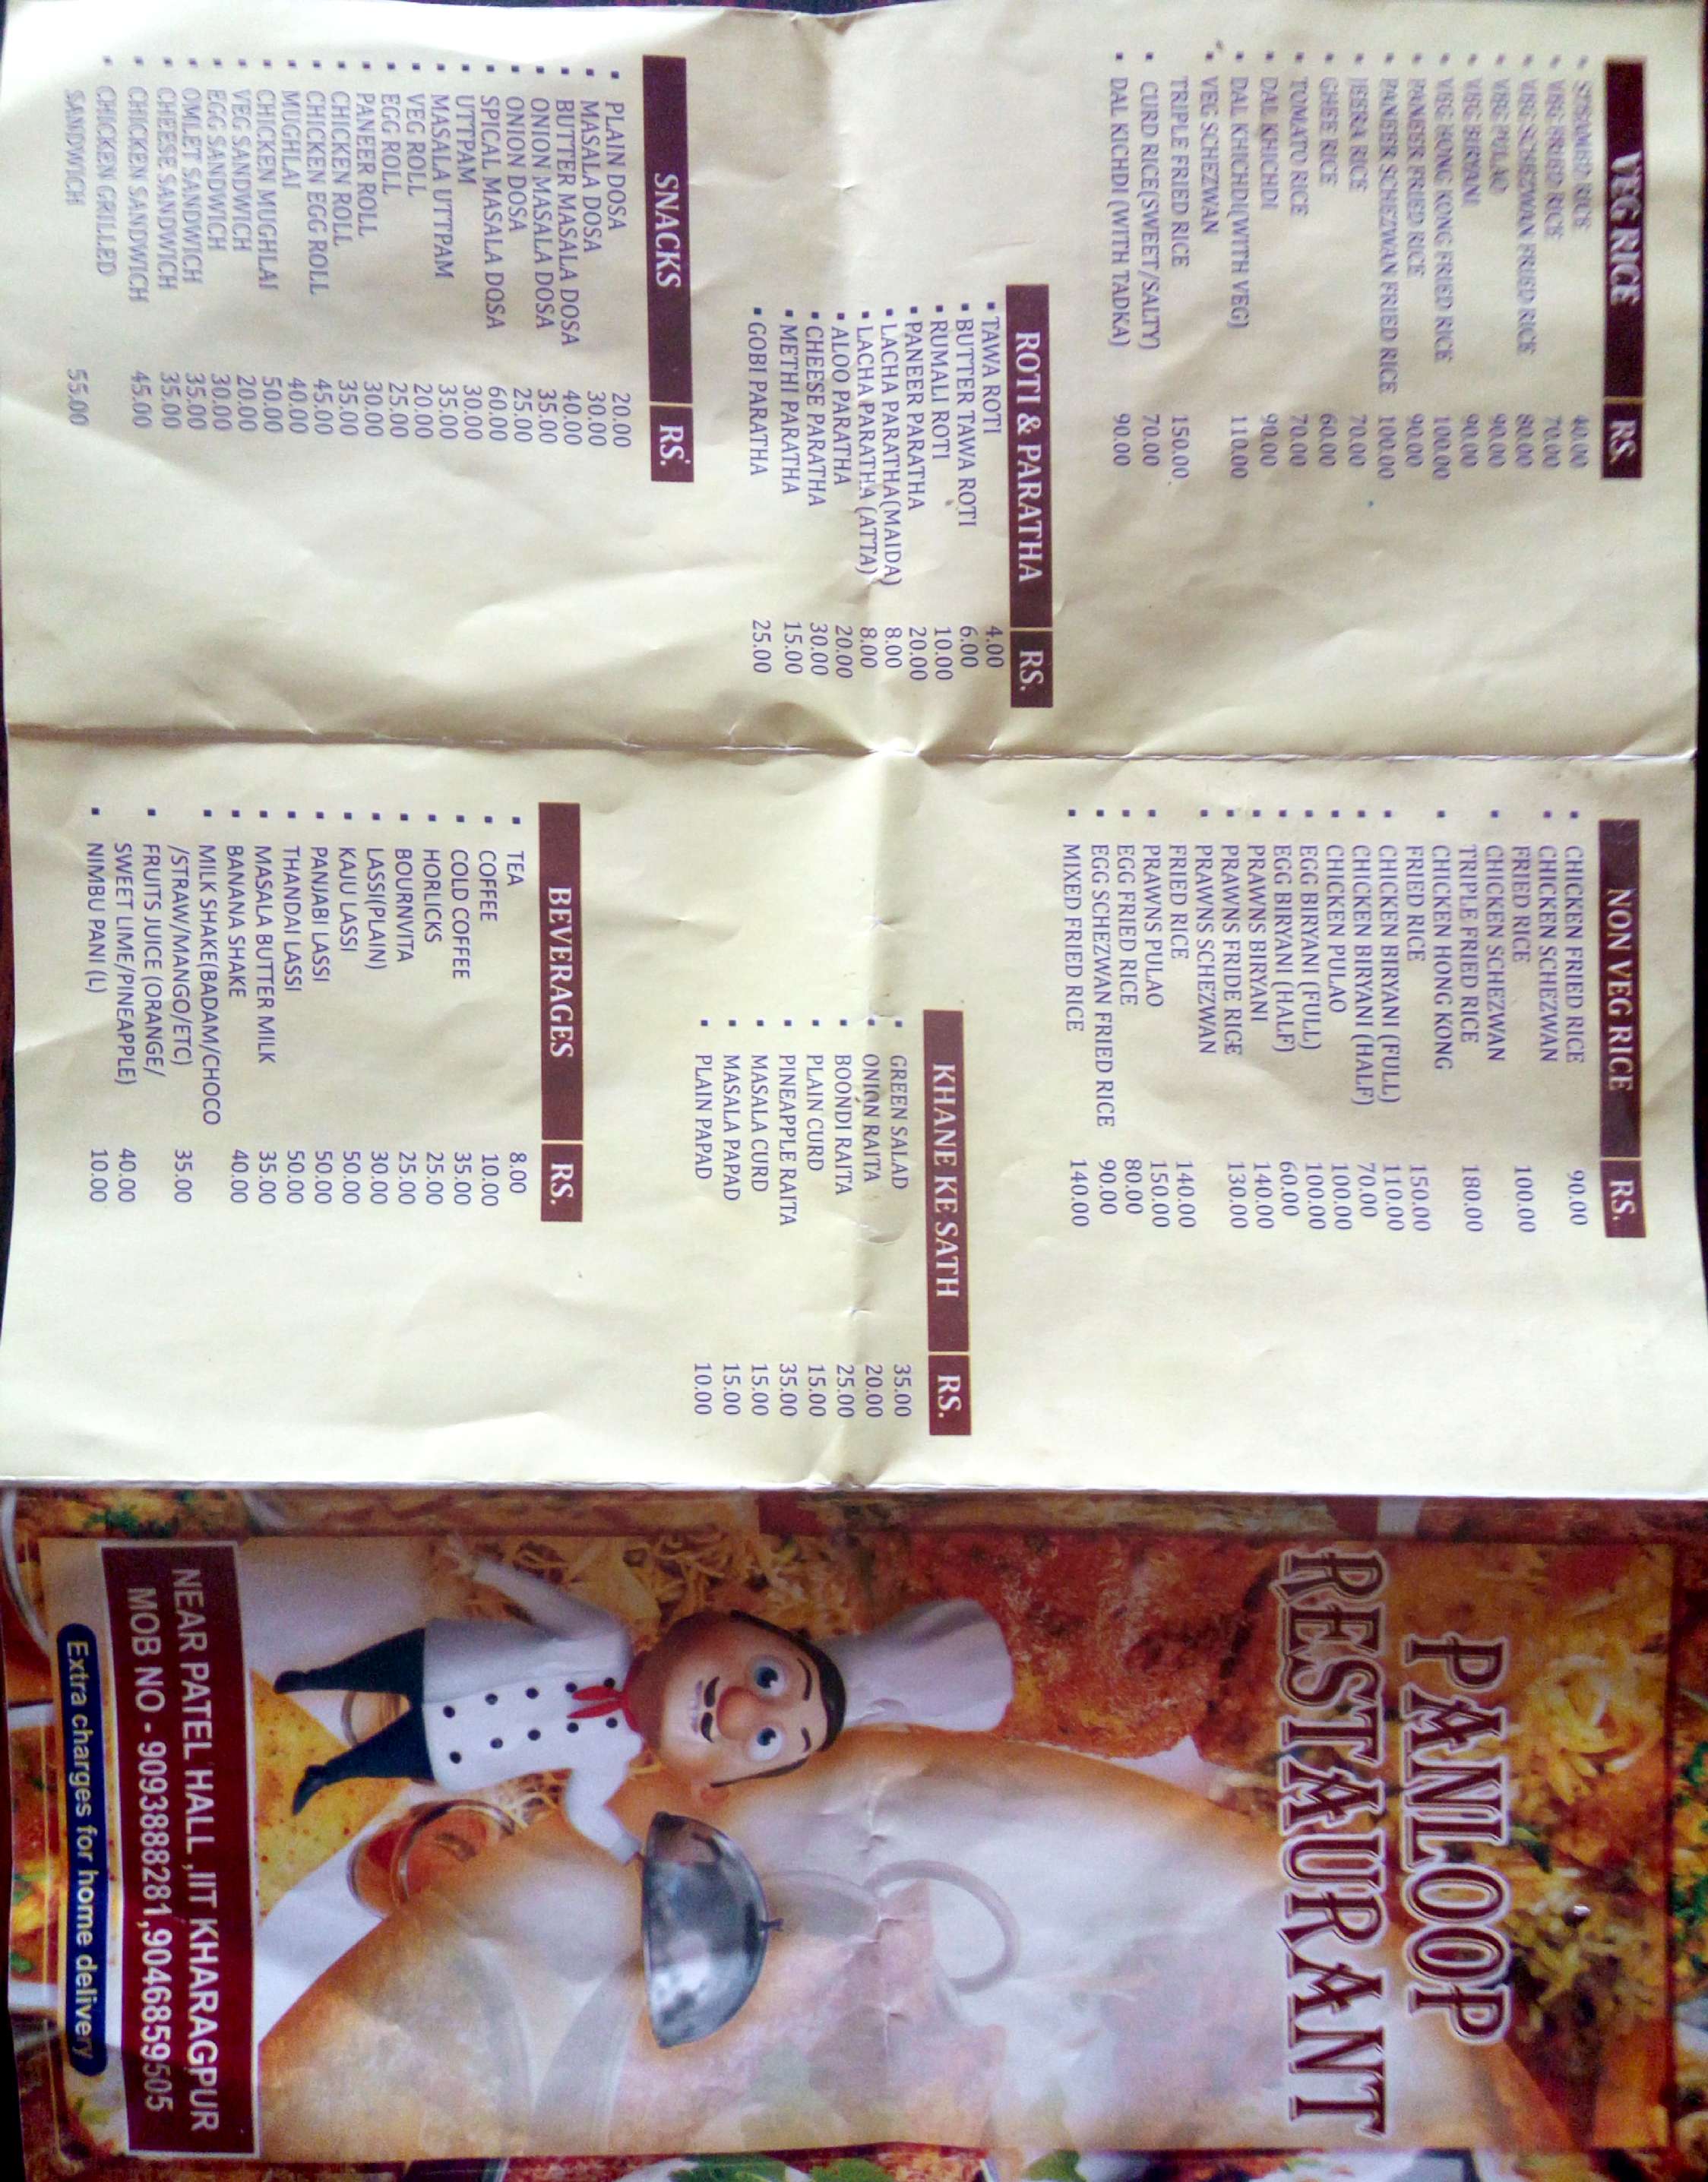 VEG RICE RS.
STEAMED RICE 40.00
VEG FRIED RICE 70.00
VEG SCHEZWAN FRIED RICE 80.00
VEG PULAO 90.00
VEG BIRYANI 90.00
VEG HONG KONG FRIED RICE 100.00
PANEER FRIED RICE 90.00
PANEER SCHEZWAN FRIED RICE 100.00
JEERA RICE 70.00
GHEE RICE 60.00
TOMATO RICE 70.00
DAL KHICHDI 90.00
DAL KHICHDI(WITH VEG) 110.00
VEG SCHEZWAN
TRIPLE FRIED RICE 150.00
CURD RICE(SWEET/SALTY) 70.00
DAL KICHDI (WITH TADKA) 90.00
ROTI & PARATHA RS.
TAWA ROTI 4.00
BUTTER TAWA ROTI 6.00
RUMALI ROTI 10.00
PANEER PARATHA 20.00
LACHA PARATHA(MAIDA) 8.00
LACHA PARATHA (ATTA) 8.00
ALOO PARATHA 20.00
CHEESE PARATHA 30.00
METHI PARATHA 15.00
GOBI PARATHA 25.00
SNACKS RS.
PLAIN DOSA 20.00
MASALA DOSA 30.00
BUTTER MASALA DOSA 40.00
ONION MASALA DOSA 35.00
ONION DOSA 25.00
SPICAL MASALA DOSA 60.00
UTTPAM 30.00
MASALA UTTPAM 35.00
VEG ROLL 20.00
EGG ROLL 25.00
PANEER ROLL 30.00
CHICKEN ROLL 35.00
CHICKEN EGG ROLL 45.00
MUGHLAI 40.00
CHICKEN MUGHLAI 50.00
VEG SANDWICH 20.00
EGG SANDWICH 30.00
OMLET SANDWICH 35.00
CHEESE SANDWICH 35.00
CHICKEN SANDWICH 45.00
CHICKEN GRILLED
SANDWICH 55.00
NON VEG RICE RS.
CHICKEN FRIED RICE 90.00
CHICKEN SCHEZWAN
FRIED RICE 100.00
CHICKEN SCHEZWAN
TRIPLE FRIED RICE 180.00
CHICKEN HONG KONG
FRIED RICE 150.00
CHICKEN BIRYANI (FULL) 110.00
CHICKEN BIRYANI (HALF) 70.00
CHICKEN PULAO 100.00
EGG BIRYANI (FULL) 100.00
EGG BIRYANI (HALF) 60.00
PRAWNS BIRYANI 140.00
PRAWNS FRIDE RICE 130.00
PRAWNS SCHEZWAN
FRIED RICE 140.00
PRAWNS PULAO 150.00
EGG FRIED RICE 80.00
EGG SCHEZWAN FRIED RICE 90.00
MIXED FRIED RICE 140.00
KHANE KE SATH RS.
GREEN SALAD 35.00
ONION RAITA 20.00
BOONDI RAITA 25.00
PLAIN CURD 15.00
PINEAPPLE RAITA 35.00
MASALA CURD 15.00
MASALA PAPAD 15.00
PLAIN PAPAD 10.00
BEVERAGES RS.
TEA 8.00
COFFEE 10.00
COLD COFFEE 35.00
HORLICKS 25.00
BOURNVITA 25.00
LASSI(PLAIN) 30.00
KAJU LASSI 50.00
PANJABI LASSI 50.00
THANDAI LASSI 50.00
MASALA BUTTER MILK 35.00
BANANA SHAKE 40.00
MILK SHAKE(BADAM/CHOCO
/STRAW/MANGO/ETC) 35.00
FRUITS JUICE (ORANGE/
SWEET LIME/PINEAPPLE) 40.00
NIMBU PANI (L) 10.00
PANLOOP
RESTAURANT
NEAR PATEL HALL ,IIT KHARAGPUR
MOB NO - 9093888281,9046859505
Extra charges for home delivery